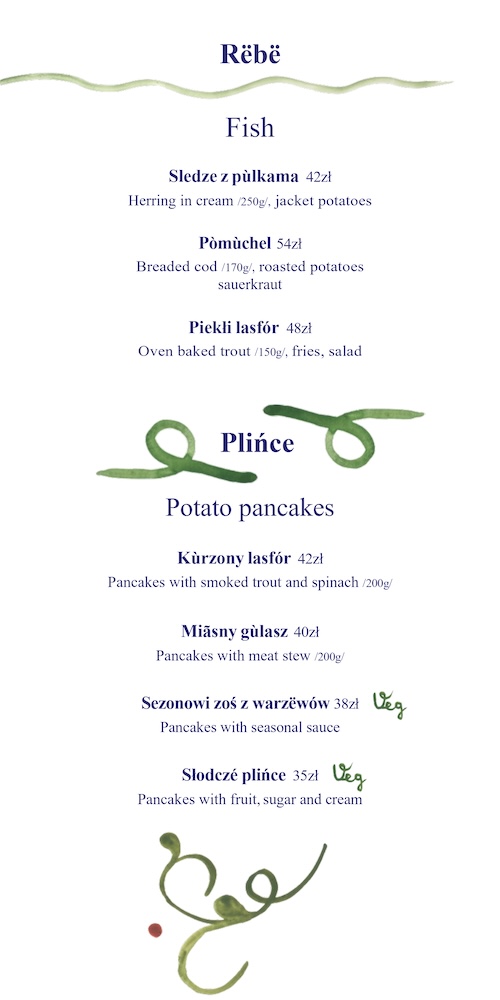 Rëbë
Fish
Sledze z pùlkama 42zł
Herring in cream /250g/, jacket potatoes
Pòmùchel 54zł
Breaded cod /170g/, roasted potatoes
sauerkraut
Piekłi lasfór 48zł
Oven baked trout /150g/, fries, salad
Plińce
Potato pancakes
Kùrzony lasfór 42zł
Pancakes with smoked trout and spinach /200g/
Miãsny gùlasz 40zł
Pancakes with meat stew /200g/
Sezonowi zoś z warzëwów 38zł Veg
Pancakes with seasonal sauce
Słodczé plińce 35zł Veg
Pancakes with fruit, sugar and cream